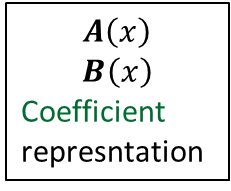 A(x)
B(x)
Coefficient
represntation